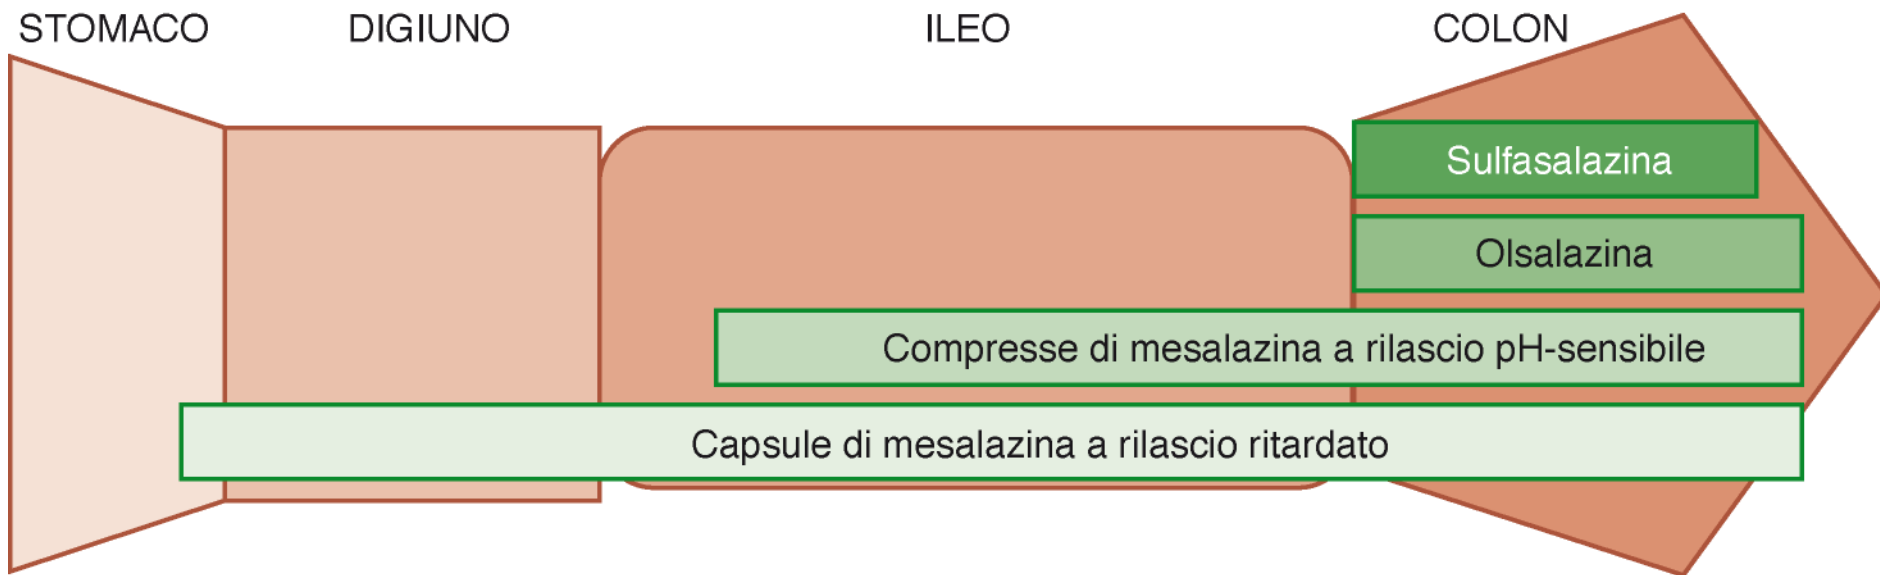 STOMACO DIGIUNO ILEO COLON
Sulfasalazina
Olsalazina
Compresse di mesalazina a rilascio pH-sensibile
Capsule di mesalazina a rilascio ritardato